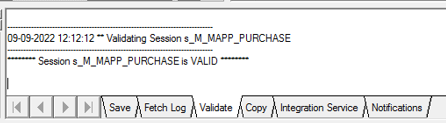 09-09-2022 12:12:12 ** Validating Session s_M_MAPP_PURCHASE
******** Session s_M_MAPP_PURCHASE is VALID ********
Save Fetch Log Validate Copy Integration Service Notifications